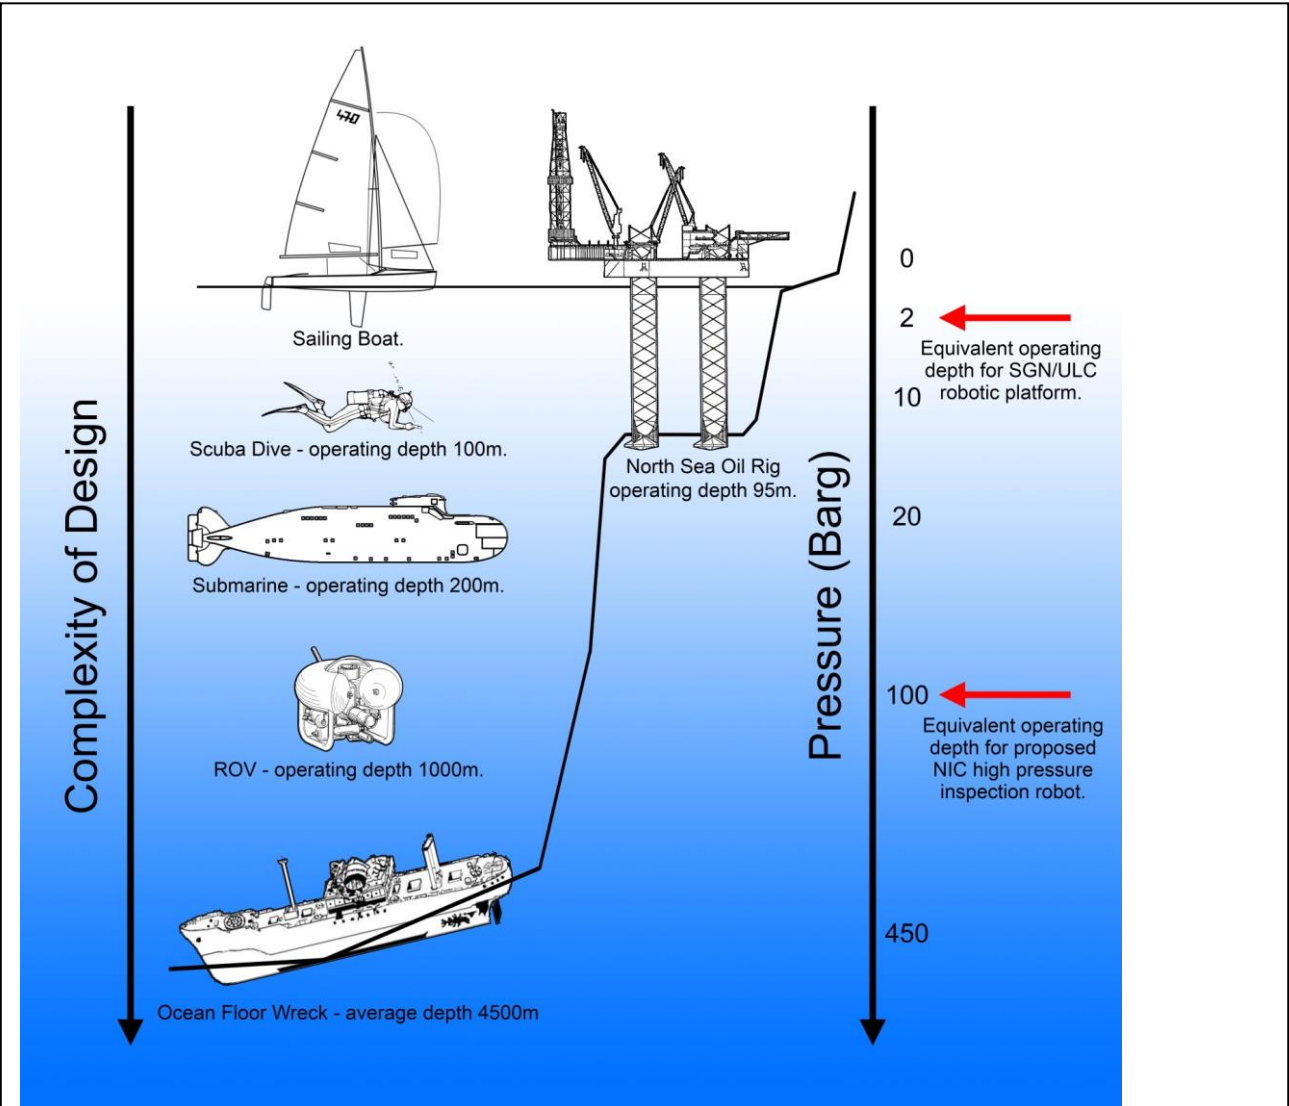 470
0
2
Sailing Boat.
Equivalent operating
depth for SGN/ULC
robotic platform.
10
Scuba Dive - operating depth 100m.
North Sea Oil Rig
operating depth 95m.
20
Submarine - operating depth 200m.
Complexity of Design
Pressure (Barg)
100
Equivalent operating
depth for proposed
NIC high pressure
inspection robot.
ROV - operating depth 1000m.
450
Ocean Floor Wreck - average depth 4500m